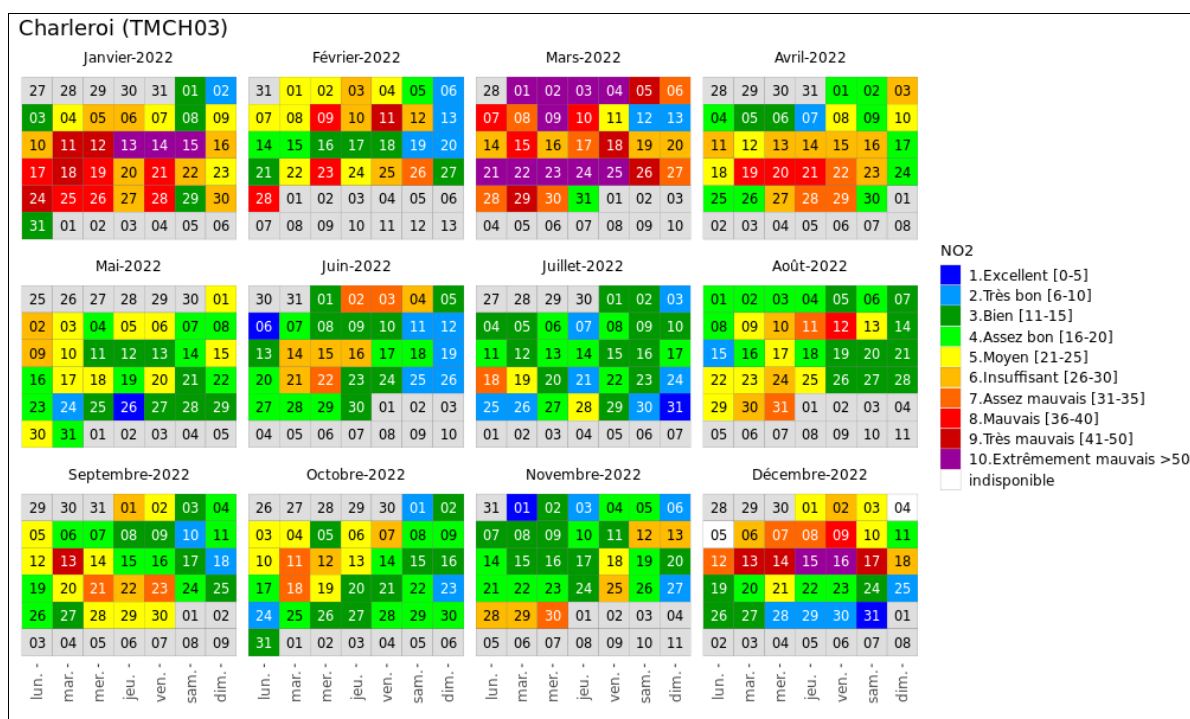 Charleroi (TMCH03)
Janvier-2022 Février-2022 Mars-2022 Avril-2022
27 28 29 30 31 01 02 31 01 02 03 04 05 06 28 01 02 03 04 05 06 28 29 30 31 01 02 03
03 04 05 06 07 08 09 07 08 09 10 11 12 13 07 08 09 10 11 12 13 04 05 06 07 08 09 10
10 11 12 13 14 15 16 14 15 16 17 18 19 20 14 15 16 17 18 19 20 11 12 13 14 15 16 17
17 18 19 20 21 22 23 21 22 23 24 25 26 27 21 22 23 24 25 26 27 18 19 20 21 22 23 24
24 25 26 27 28 29 30 28 01 02 03 04 05 06 28 29 30 31 01 02 03 25 26 27 28 29 30 01
31 01 02 03 04 05 06 07 08 09 10 11 12 13 04 05 06 07 08 09 10 02 03 04 05 06 07 08
Mai-2022 Juin-2022 Juillet-2022 Août-2022
25 26 27 28 29 30 01 30 31 01 02 03 04 05 27 28 29 30 01 02 03 01 02 03 04 05 06 07
02 03 04 05 06 07 08 06 07 08 09 10 11 12 04 05 06 07 08 09 10 08 09 10 11 12 13 14
09 10 11 12 13 14 15 13 14 15 16 17 18 19 11 12 13 14 15 16 17 15 16 17 18 19 20 21
16 17 18 19 20 21 22 20 21 22 23 24 25 26 18 19 20 21 22 23 24 22 23 24 25 26 27 28
23 24 25 26 27 28 29 27 28 29 30 01 02 03 25 26 27 28 29 30 31 29 30 31 01 02 03 04
30 31 01 02 03 04 05 04 05 06 07 08 09 10 01 02 03 04 05 06 07 05 06 07 08 09 10 11
Septembre-2022 Octobre-2022 Novembre-2022 Décembre-2022
29 30 31 01 02 03 04 26 27 28 29 30 01 02 31 01 02 03 04 05 06 28 29 30 01 02 03 04
05 06 07 08 09 10 11 03 04 05 06 07 08 09 07 08 09 10 11 12 13 05 06 07 08 09 10 11
12 13 14 15 16 17 18 10 11 12 13 14 15 16 14 15 16 17 18 19 20 12 13 14 15 16 17 18
19 20 21 22 23 24 25 17 18 19 20 21 22 23 21 22 23 24 25 26 27 19 20 21 22 23 24 25
26 27 28 29 30 01 02 24 25 26 27 28 29 30 28 29 30 01 02 03 04 26 27 28 29 30 31 01
03 04 05 06 07 08 09 31 01 02 03 04 05 06 05 06 07 08 09 10 11 02 03 04 05 06 07 08
lun. - mar. - mer. - jeu. - ven. - sam. - dim. - lun. - mar. - mer. - jeu. - ven. - sam. - dim. - lun. - mar. - mer. - jeu. - ven. - sam. - dim. - lun. - mar. - mer. - jeu. - ven. - sam. - dim. -
NO2
1.Excellent [0-5]
2.Très bon [6-10]
3.Bien [11-15]
4.Assez bon [16-20]
5.Moyen [21-25]
6.Insuffisant [26-30]
7.Assez mauvais [31-35]
8.Mauvais [36-40]
9.Très mauvais [41-50]
10.Extrêmement mauvais >50
indisponible